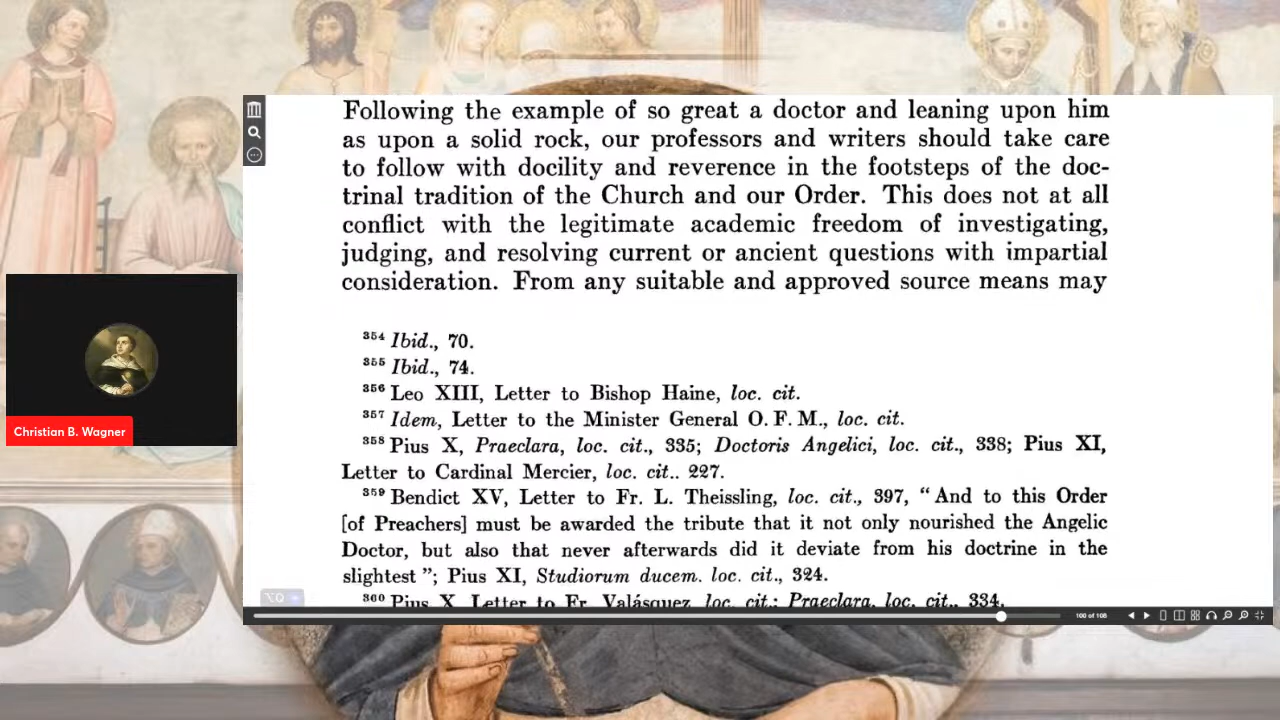 Following the example of so great a doctor and leaning upon him
as upon a solid rock, our professors and writers should take care
to follow with docility and reverence in the footsteps of the doc-
trinal tradition of the Church and our Order. This does not at all
conflict with the legitimate academic freedom of investigating,
judging, and resolving current or ancient questions with impartial
consideration. From any suitable and approved source means may
354 Ibid., 70.
355 Ibid., 74.
356 Leo XIII, Letter to Bishop Haine, loc. cit.
357 Idem, Letter to the Minister General O. F. M., loc. cit.
358 Pius X, Praeclara, loc. cit., 335; Doctoris Angelici, loc. cit., 338; Pius XI,
Letter to Cardinal Mercier, loc. cit.. 227.
359 Bendict XV, Letter to Fr. L. Theissling, loc. cit., 397, “ And to this Order
[of Preachers] must be awarded the tribute that it not only nourished the Angelic
Doctor, but also that never afterwards did it deviate from his doctrine in the
slightest ”; Pius XI, Studiorum ducem. loc. cit., 324.
360 Pius X, Letter to Fr. Valásquez, loc. cit.; Praeclara, loc. cit., 334.
Christian B. Wagner